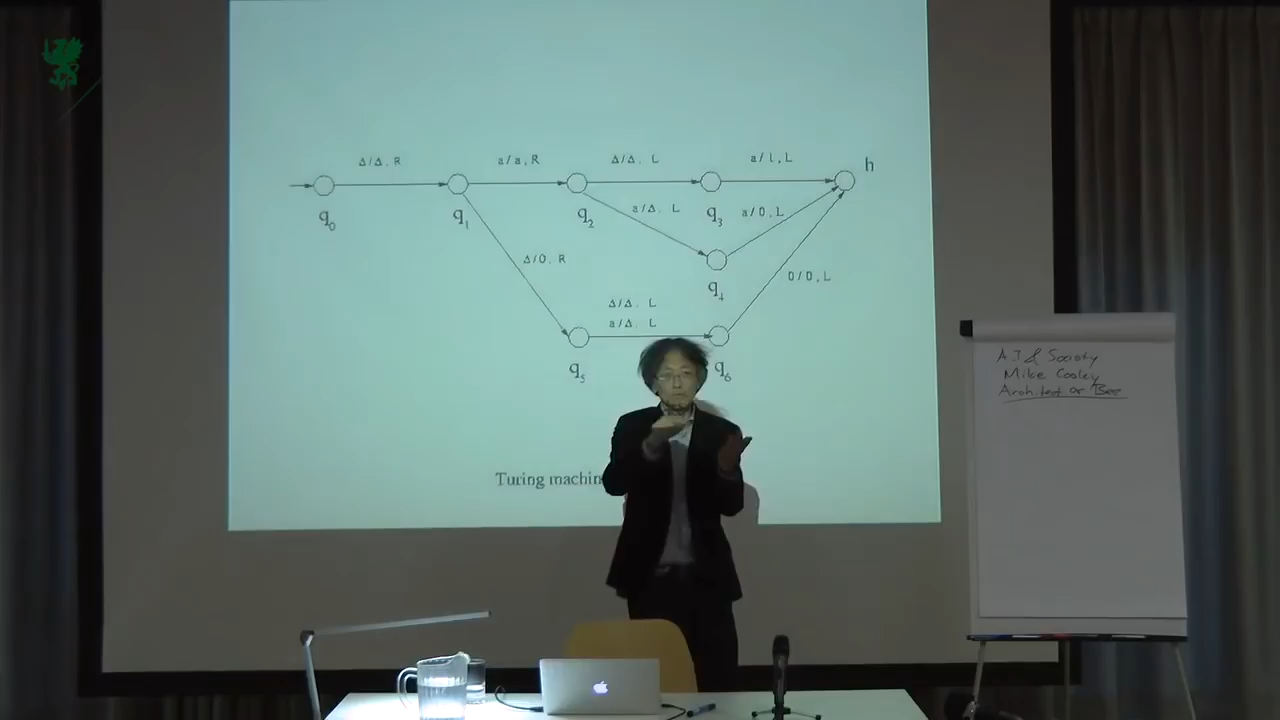 Δ/Δ, R
a/a, R
Δ/Δ, L
a/1, L
h
q0
q1
q2
a/Δ, L
q3
a/0, L
q4
Δ/0, R
0/0, L
Δ/Δ, L
a/Δ, L
q5
q6
Turing machin
A I & Society
Mike Cooley
Architect or Bee